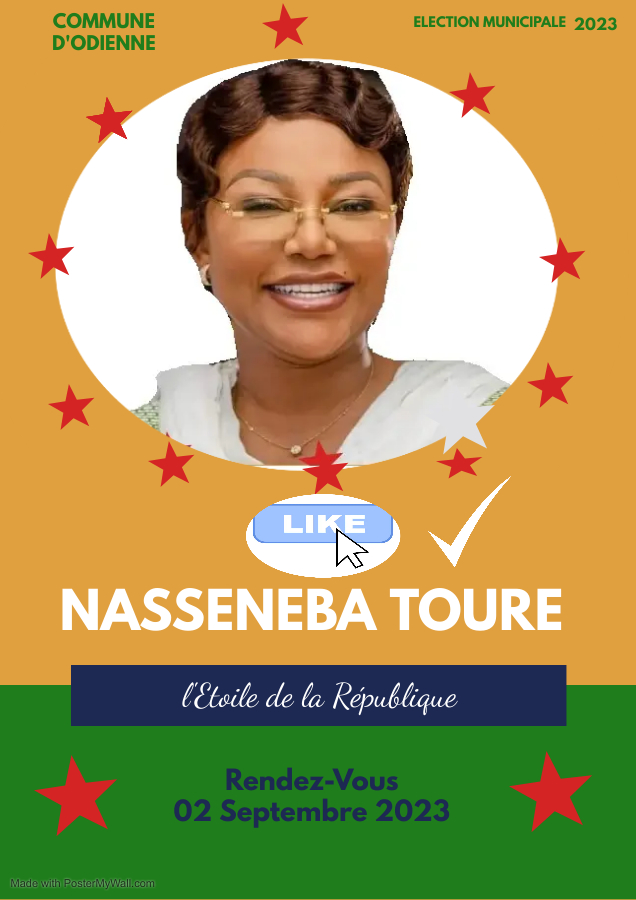 COMMUNE
D'ODIENNE
ELECTION MUNICIPALE 2023
LIKE
NASSENEBA TOURE
l'Etoile de la République
Rendez-Vous
02 Septembre 2023
Made with PosterMyWall.com